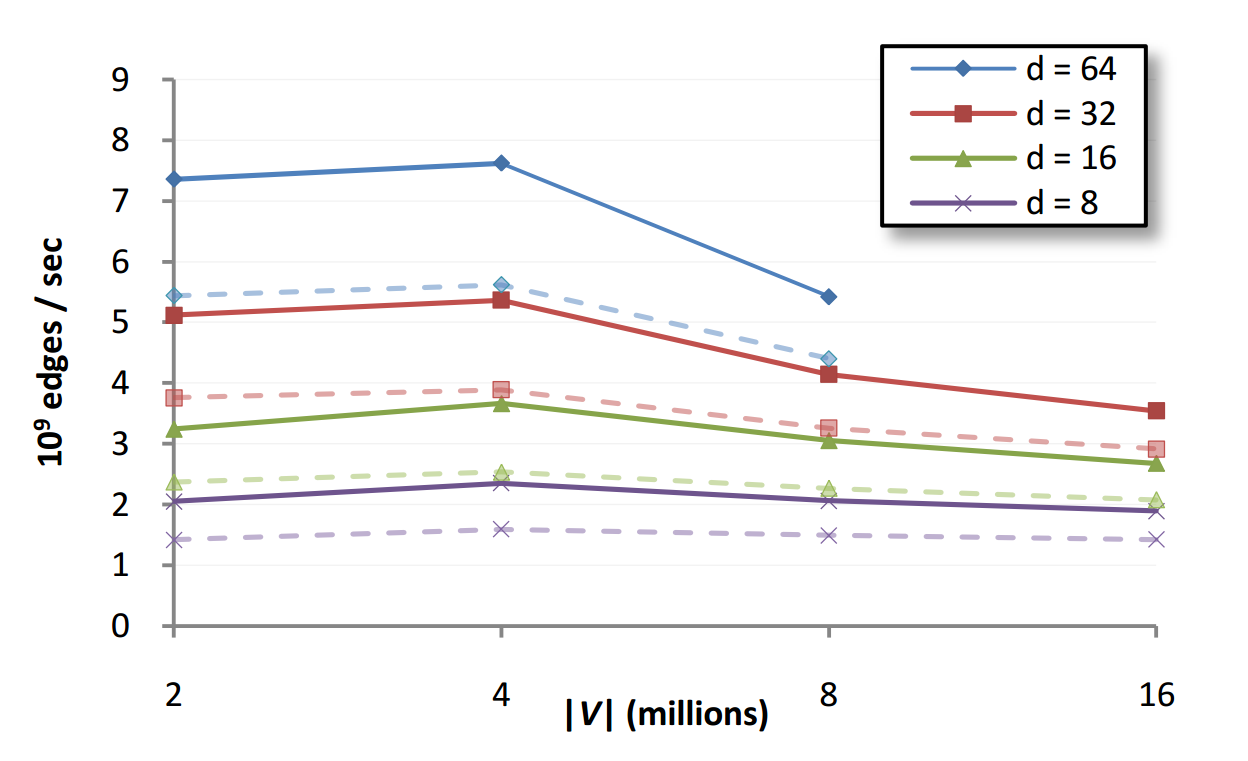 9
8
7
6
5
4
3
2
1
0
10⁹ edges / sec
2
4
8
16
|V| (millions)
d = 64
d = 32
d = 16
d = 8